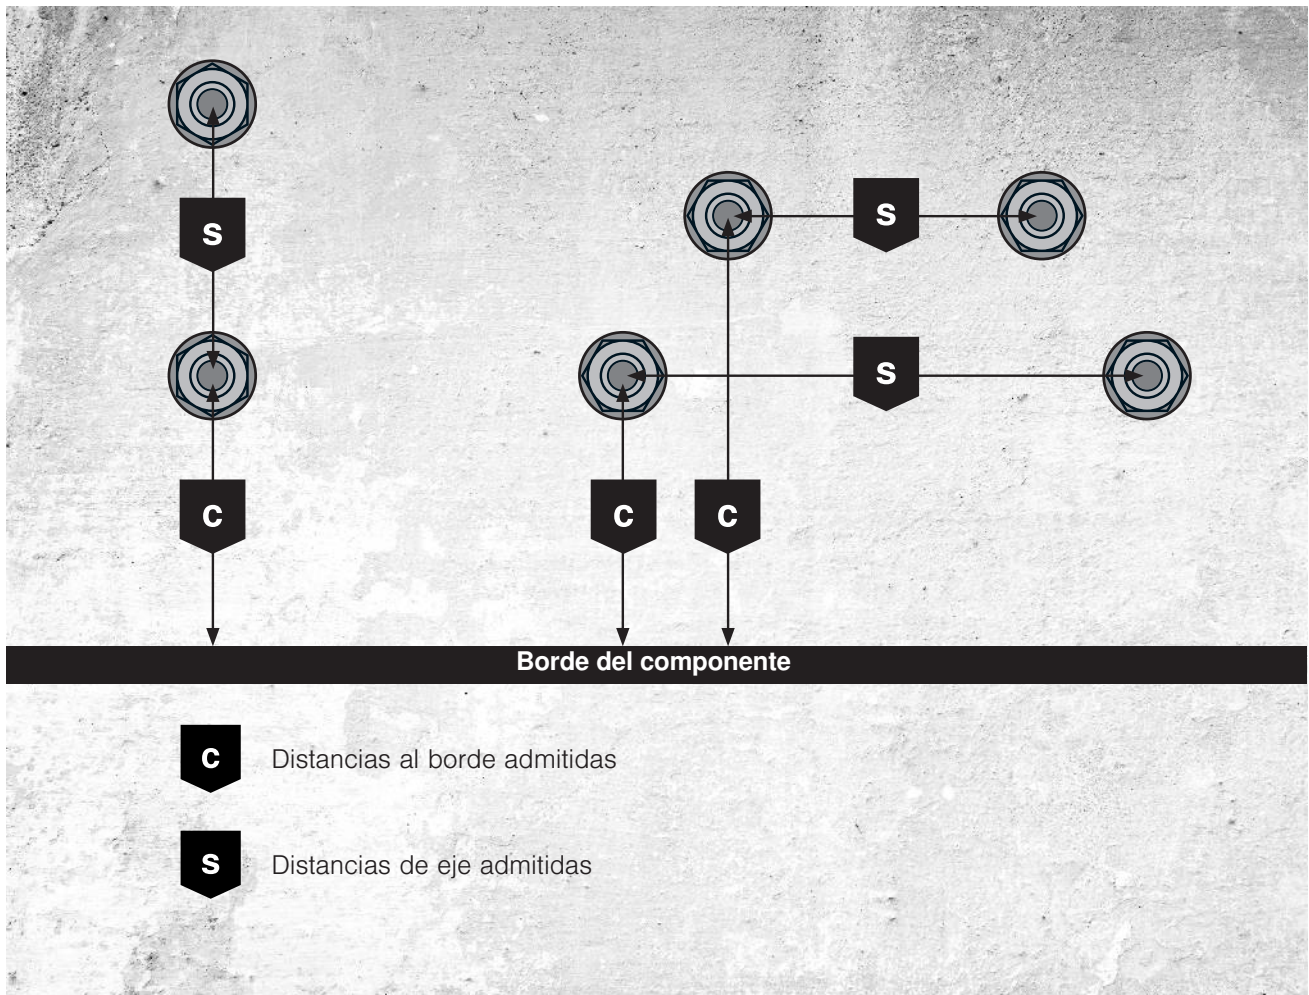 S
S
S
C
C
C
Borde del componente
C Distancias al borde admitidas
S Distancias de eje admitidas